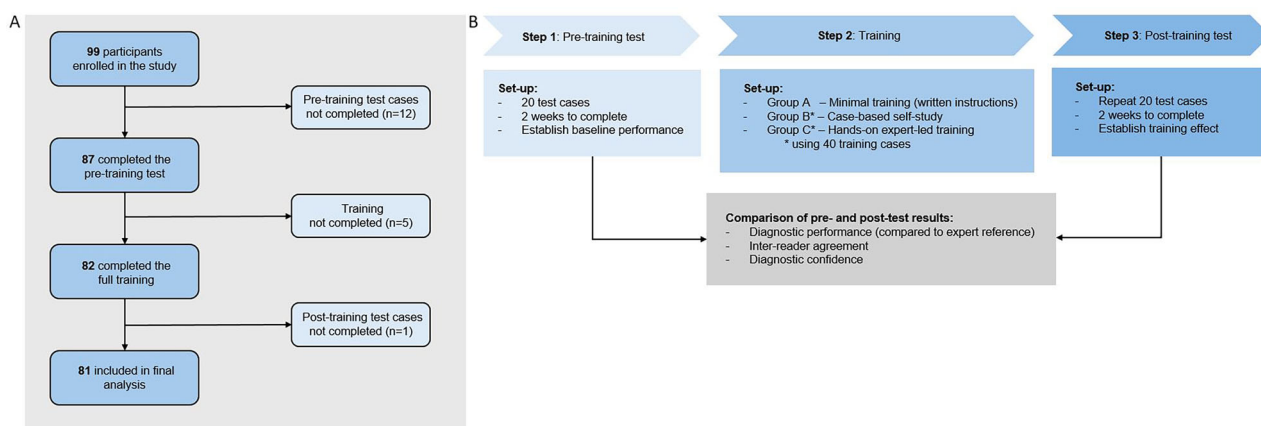 A
99 participants
enrolled in the study
Pre-training test cases
not completed (n=12)
87 completed the
pre-training test
Training
not completed (n=5)
82 completed the
full training
Post-training test cases
not completed (n=1)
81 included in final
analysis
B
Step 1: Pre-training test
Step 2: Training
Step 3: Post-training test
Set-up:
- 20 test cases
- 2 weeks to complete
- Establish baseline performance
Set-up:
- Group A – Minimal training (written instructions)
- Group B* – Case-based self-study
- Group C* – Hands-on expert-led training
* using 40 training cases
Set-up:
- Repeat 20 test cases
- 2 weeks to complete
- Establish training effect
Comparison of pre- and post-test results:
- Diagnostic performance (compared to expert reference)
- Inter-reader agreement
- Diagnostic confidence